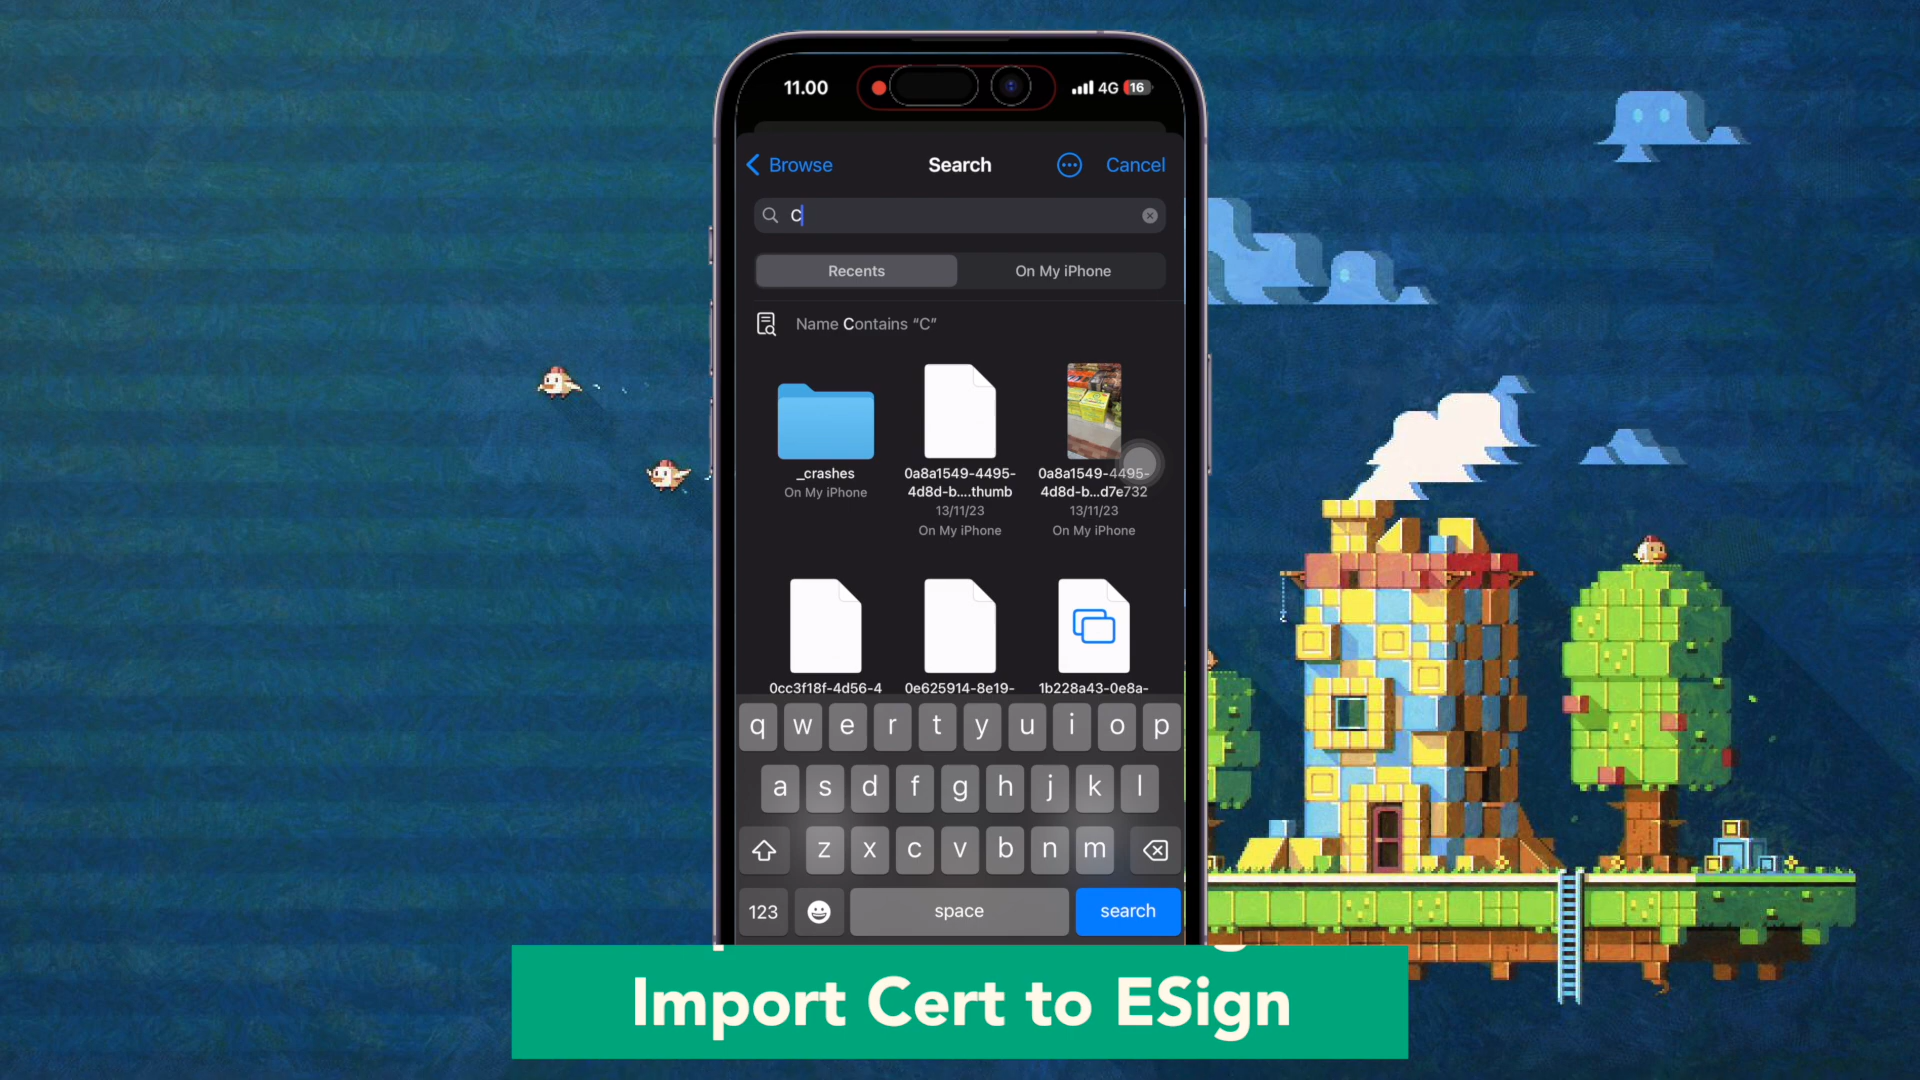 11.00
4G 16
Browse
Search
Cancel
C
Recents
On My iPhone
Name Contains “C”
_crashes
On My iPhone
0a8a1549-4495-
4d8d-b....thumb
13/11/23
On My iPhone
0a8a1549-4495-
4d8d-b...d7e732
13/11/23
On My iPhone
0cc3f18f-4d56-4
0e625914-8e19-
1b228a43-0e8a-
q w e r t y u i o p
a s d f g h j k l
z x c v b n m
123
space
search
Import Cert to ESign